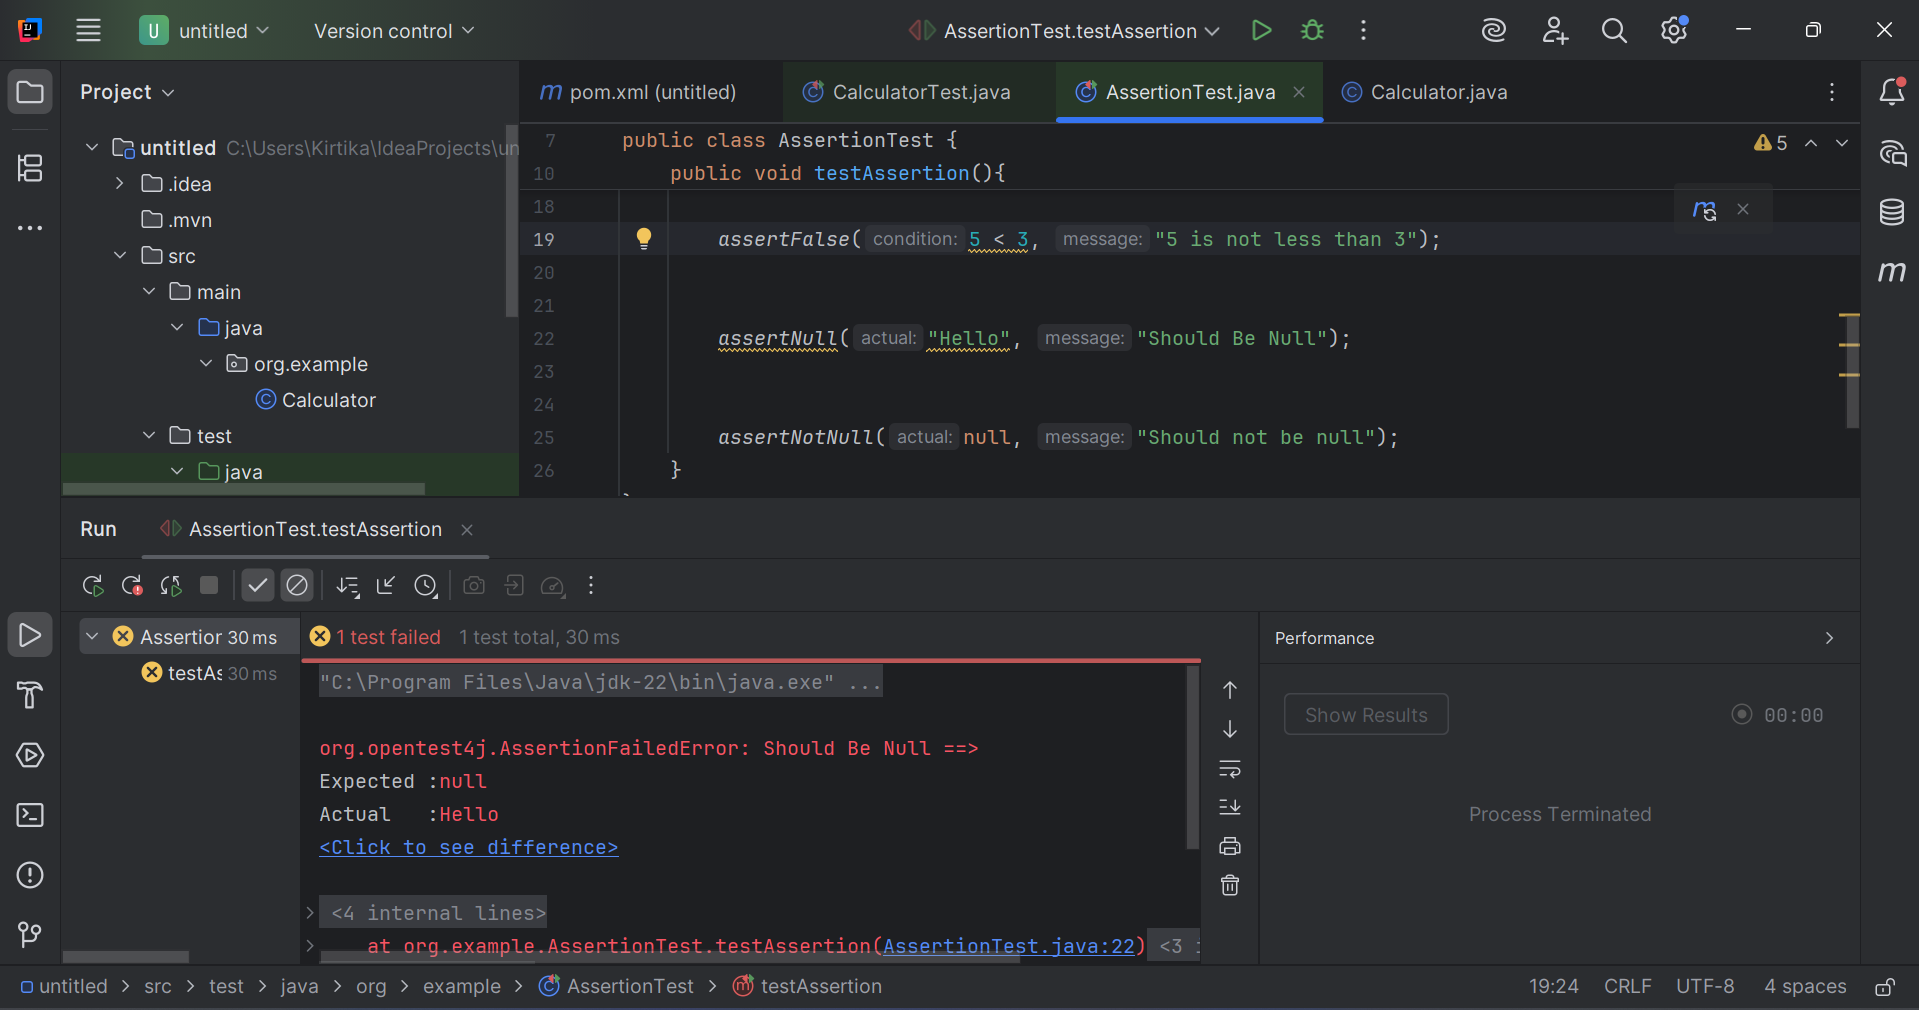 U untitled
Version control
AssertionTest.testAssertion
Project
pom.xml (untitled)
CalculatorTest.java
AssertionTest.java
Calculator.java
untitled C:\Users\Kirtika\IdeaProjects\un
.idea
.mvn
src
main
java
org.example
Calculator
test
java
7 public class AssertionTest {
10 public void testAssertion(){
18
19 assertFalse( condition: 5 < 3, message: "5 is not less than 3");
20
21
22 assertNull( actual: "Hello", message: "Should Be Null");
23
24
25 assertNotNull( actual: null, message: "Should not be null");
26 }
5
Run
AssertionTest.testAssertion
Assertior 30 ms
testAs 30 ms
1 test failed 1 test total, 30 ms
"C:\Program Files\Java\jdk-22\bin\java.exe" ...
org.opentest4j.AssertionFailedError: Should Be Null ==>
Expected :null
Actual   :Hello
<Click to see difference>
<4 internal lines>
at org.example.AssertionTest.testAssertion(AssertionTest.java:22) <3
Performance
Show Results
00:00
Process Terminated
untitled > src > test > java > org > example > AssertionTest > testAssertion
19:24 CRLF UTF-8 4 spaces